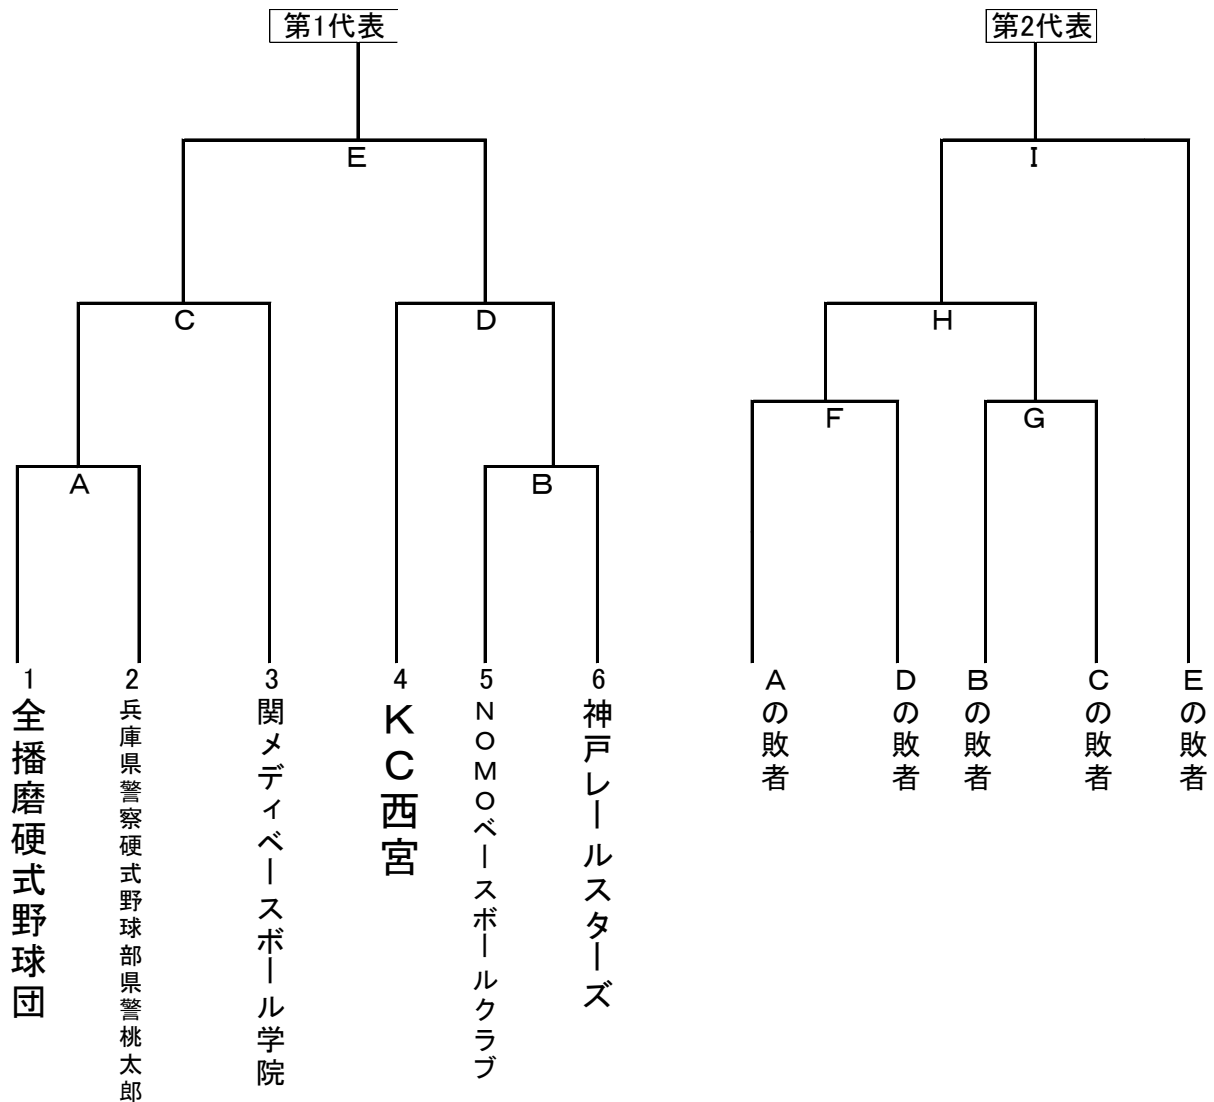 第1代表
第2代表
E
I
C
D
H
F
G
A
B
1
全播磨硬式野球団
2
兵庫県警察硬式野球部県警桃太郎
3
関メディベースボール学院
4
KC西宮
5
NOMOベースボールクラブ
6
神戸レールスターズ
Aの敗者
Dの敗者
Bの敗者
Cの敗者
Eの敗者